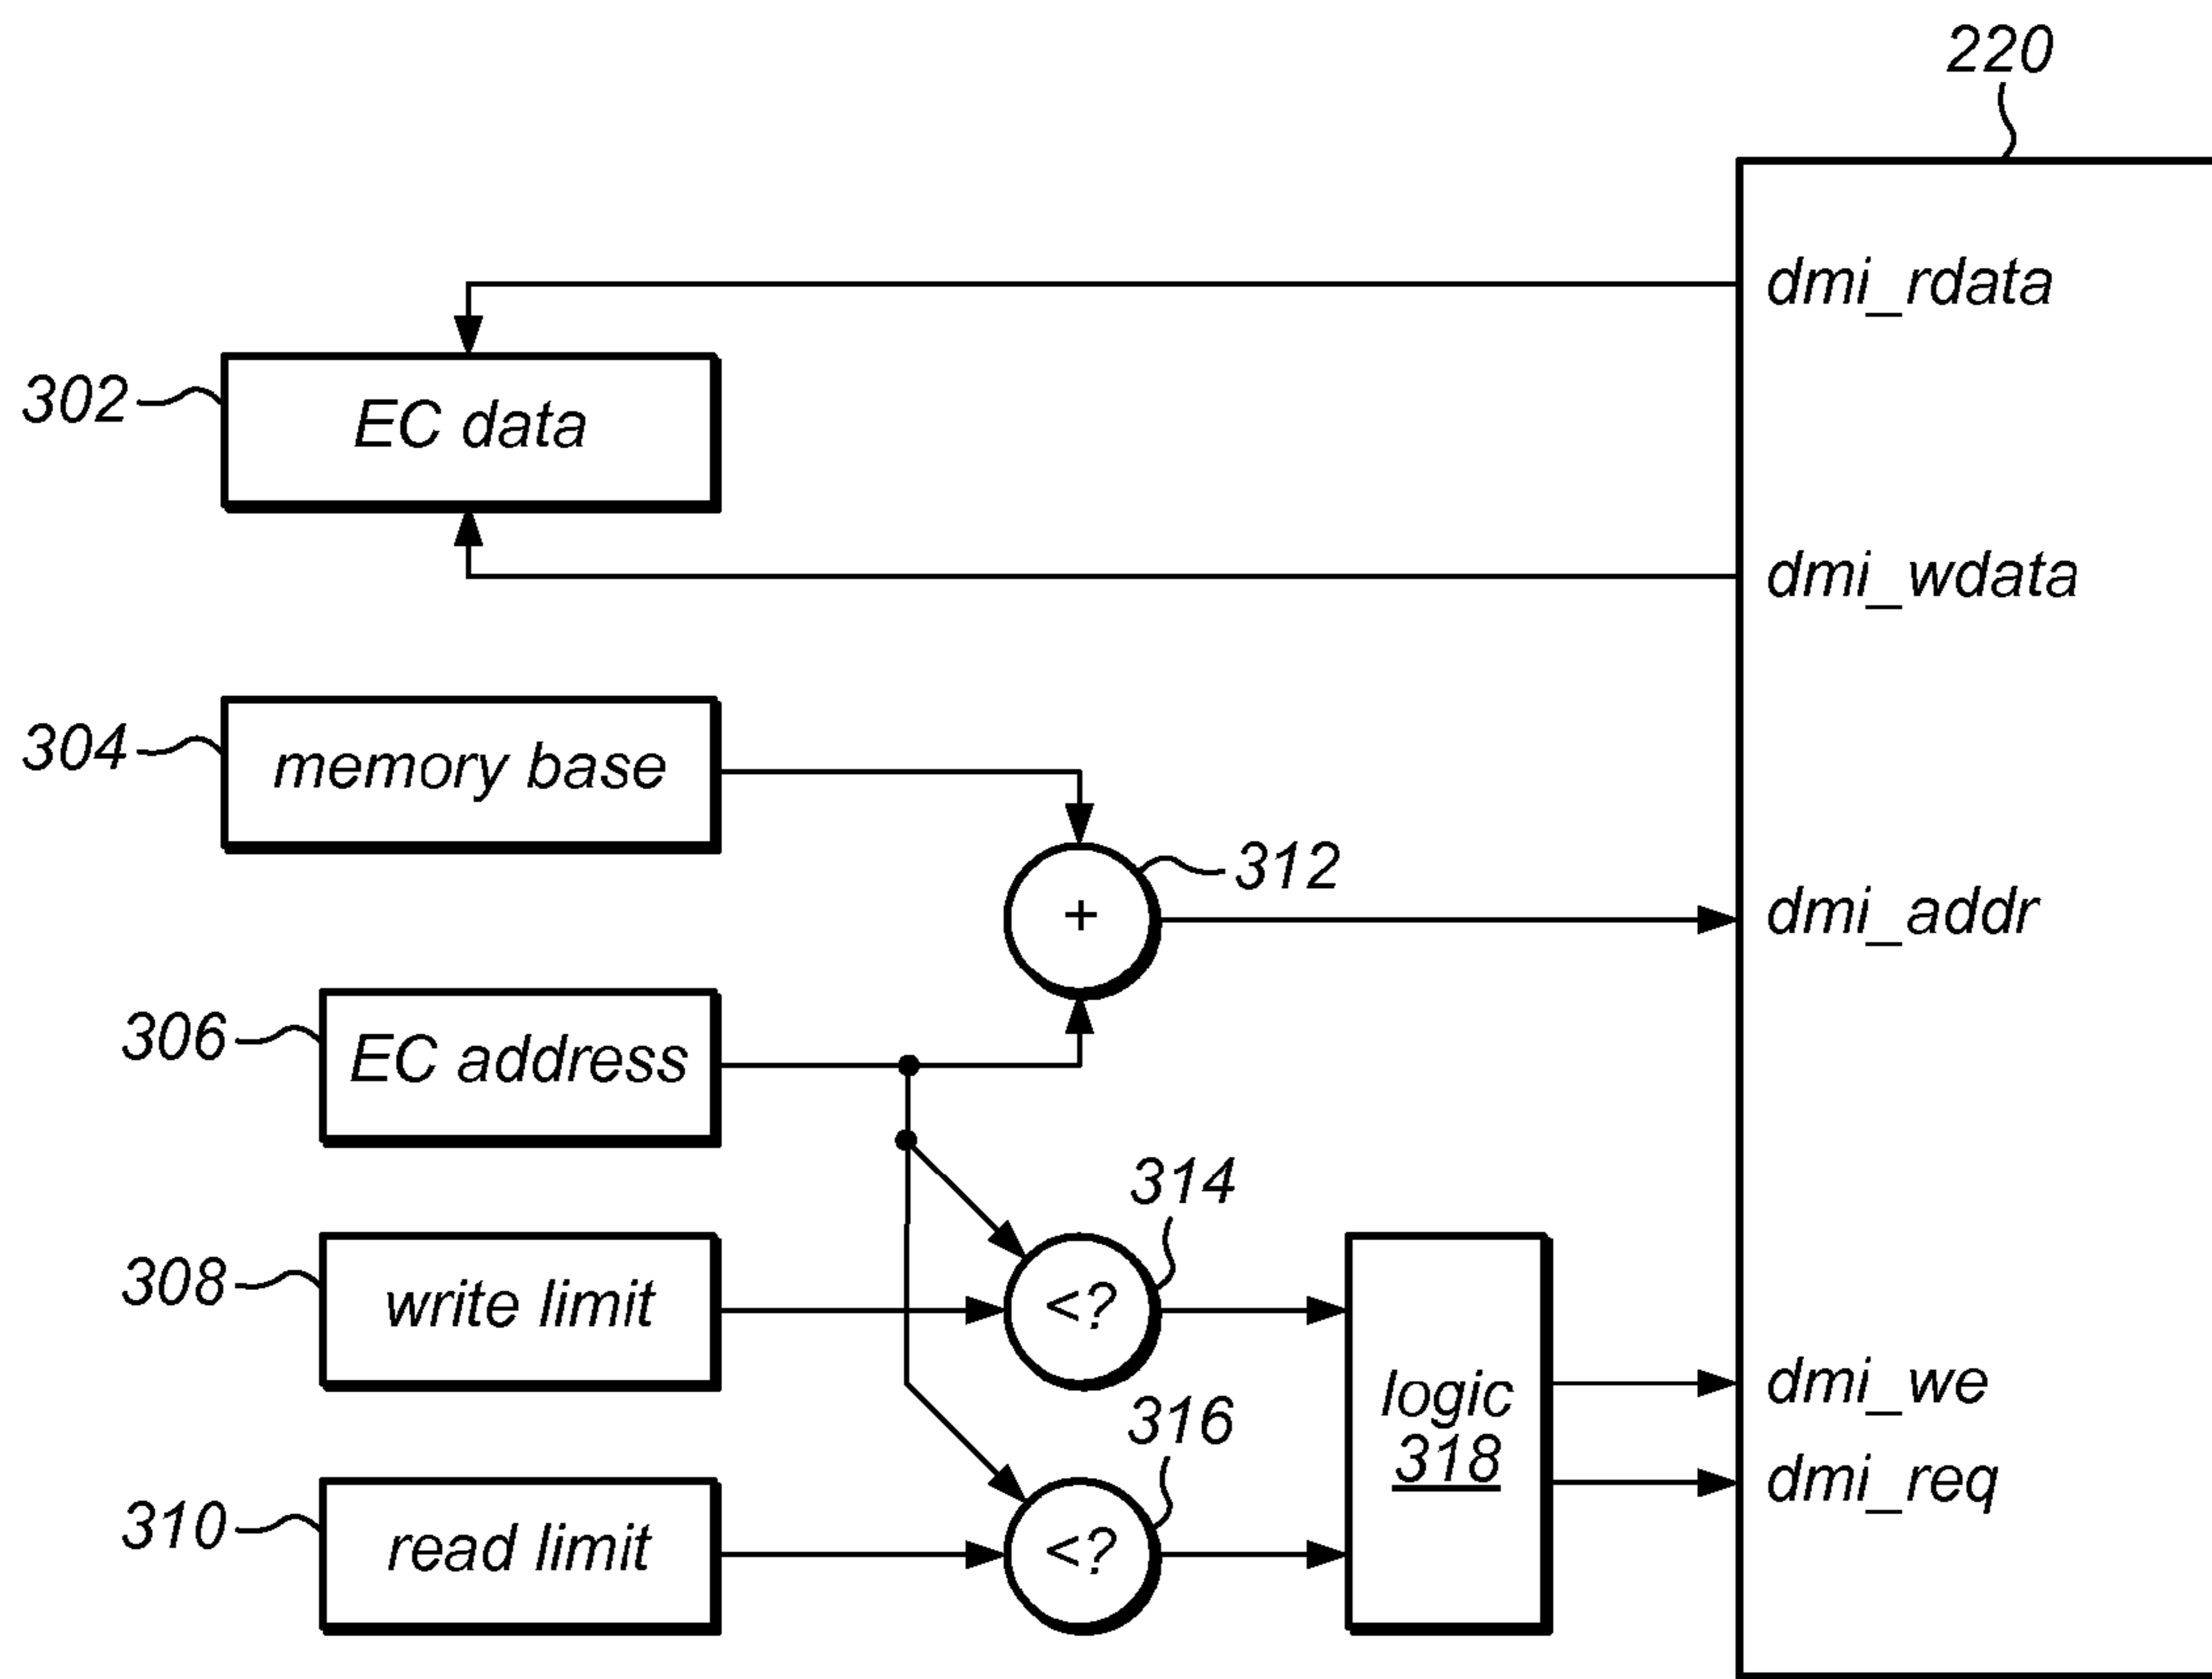 220
dmi_rdata
302
EC data
dmi_wdata
304
memory base
312
+
dmi_addr
306
EC address
314
308
write limit
<?
logic
318
dmi_we
316
dmi_req
310
read limit
<?